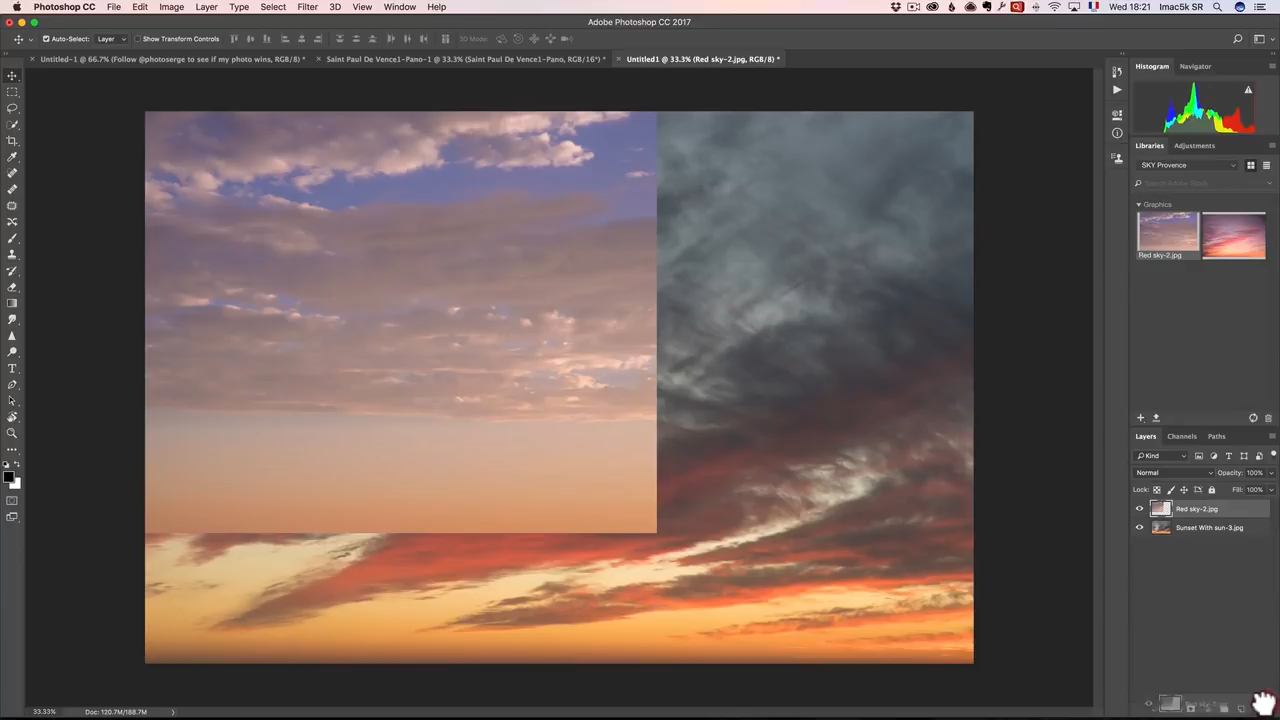 Photoshop CC File Edit Image Layer Type Select Filter 3D View Window Help Wed 18:21 Imac5k SR
Adobe Photoshop CC 2017
Auto-Select: Layer Show Transform Controls 3D Mode:
Untitled-1 @ 66.7% (Follow @photoserge to see if my photo wins, RGB/8) * Saint Paul De Vence1-Pano-1 @ 33.3% (Saint Paul De Vence1-Pano, RGB/16*) * Untitled1 @ 33.3% (Red sky-2.jpg, RGB/8) *
Histogram Navigator
Libraries Adjustments
SKY Provence
Search Adobe Stock
Graphics
Red sky-2.jpg
Layers Channels Paths
Kind
Normal Opacity: 100%
Lock: Fill: 100%
Red sky-2.jpg
Sunset With sun-3.jpg
33.33% Doc: 120.7M/188.7M